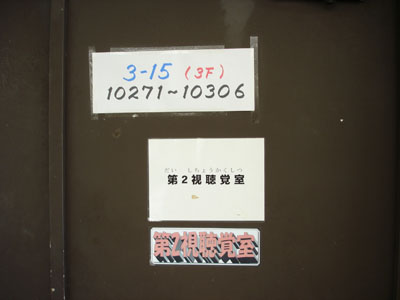 3-15 (3F)
10271~10306
だい しちょうかくしつ
第2視聴覚室
第2視聴覚室